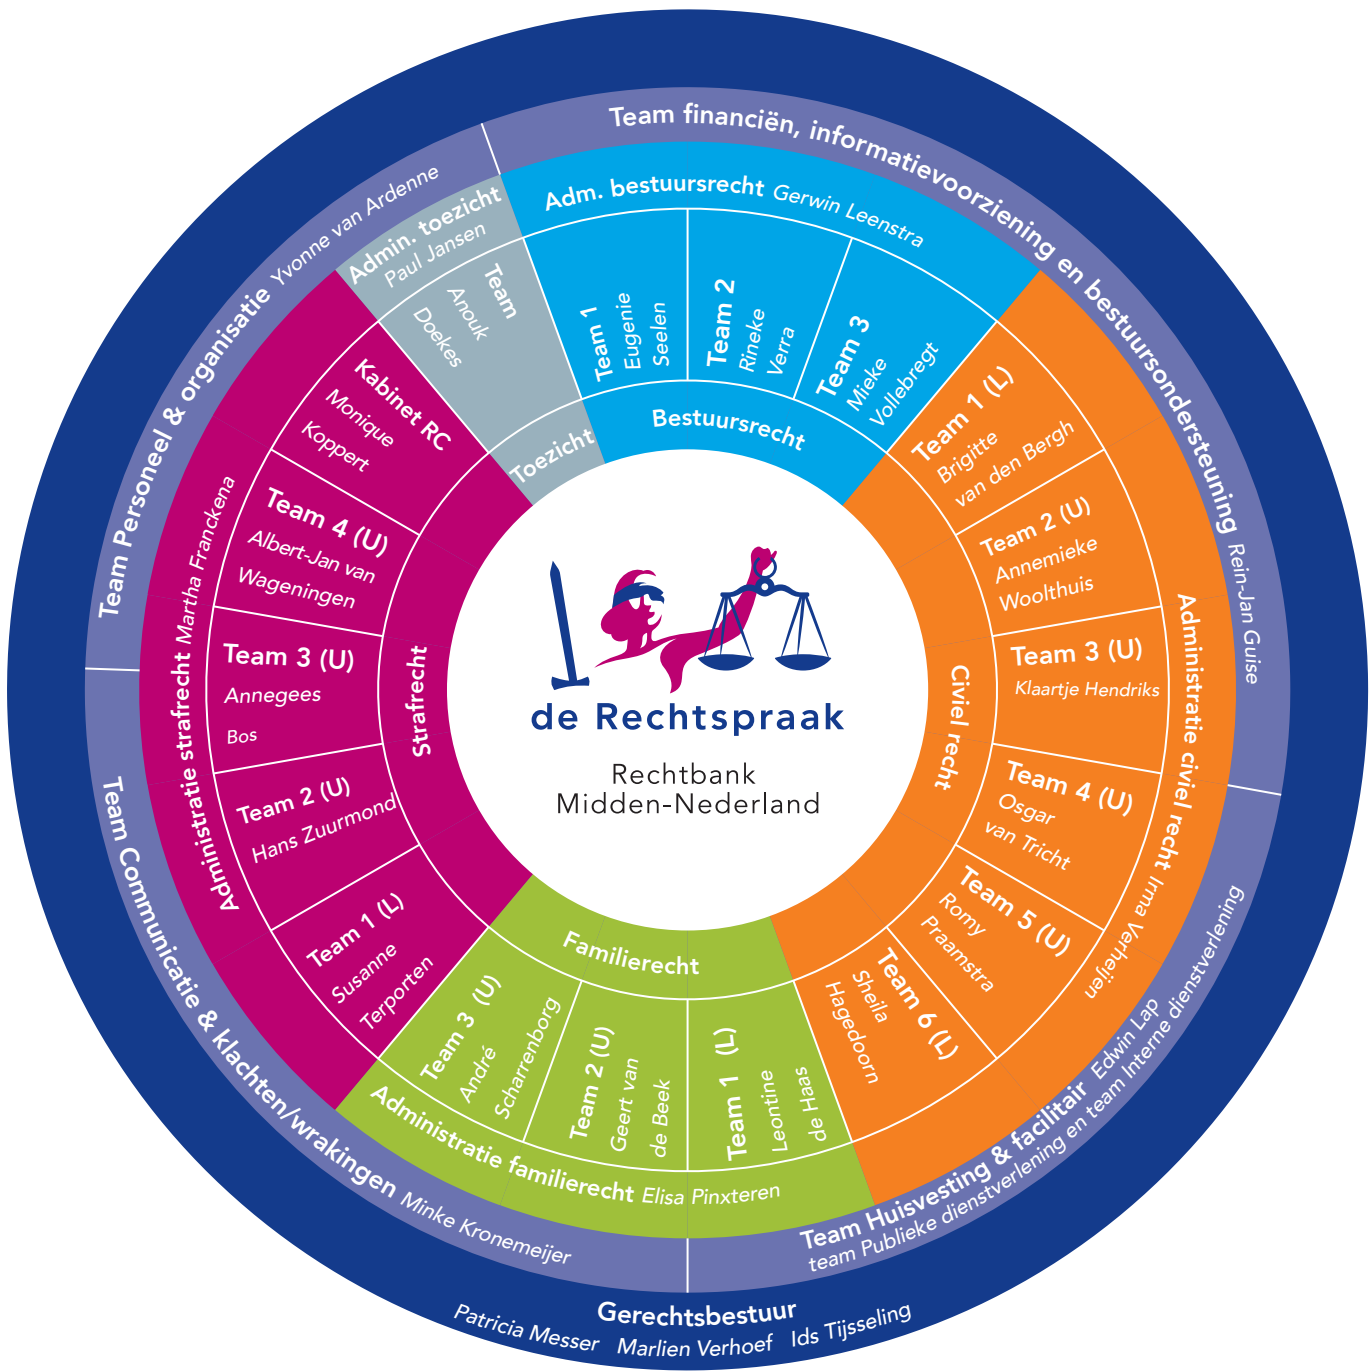 Team financiën, informatievoorziening en bestuursondersteuning Rein-Jan Guise
Team Huisvesting & facilitair Edwin Lap
team Publieke dienstverlening en team Interne dienstverlening
Team Communicatie & klachten/wrakingen Minke Kronemeijer
Team Personeel & organisatie Yvonne van Ardenne
Adm. bestuursrecht Gerwin Leenstra
Team 1
Eugenie
Seelen
Team 2
Rineke
Verra
Team 3
Mieke
Vollebregt
Bestuursrecht
Administratie civiel recht Irma Verheijen
Team 1 (L)
Brigitte
van den Bergh
Team 2 (U)
Annemieke
Woolthuis
Team 3 (U)
Klaartje Hendriks
Team 4 (U)
Osgar
van Tricht
Team 5 (U)
Romy
Praamstra
Team 6 (L)
Sheila
Hagedoorn
Civiel recht
Administratie familierecht Elisa Pinxteren
Team 1 (L)
Leontine
de Haas
Team 2 (U)
Geert van
de Beek
Team 3 (U)
André
Scharrenborg
Familierecht
Administratie strafrecht Martha Franckena
Team 1 (L)
Susanne
Terporten
Team 2 (U)
Hans Zuurmond
Team 3 (U)
Annegees
Bos
Team 4 (U)
Albert-Jan van
Wageningen
Kabinet RC
Monique
Koppert
Strafrecht
Admin. toezicht
Paul Jansen
Team
Anouk
Doekes
Toezicht
de Rechtspraak
Rechtbank
Midden-Nederland
Gerechtsbestuur
Patricia Messer Marlien Verhoef Ids Tijsseling